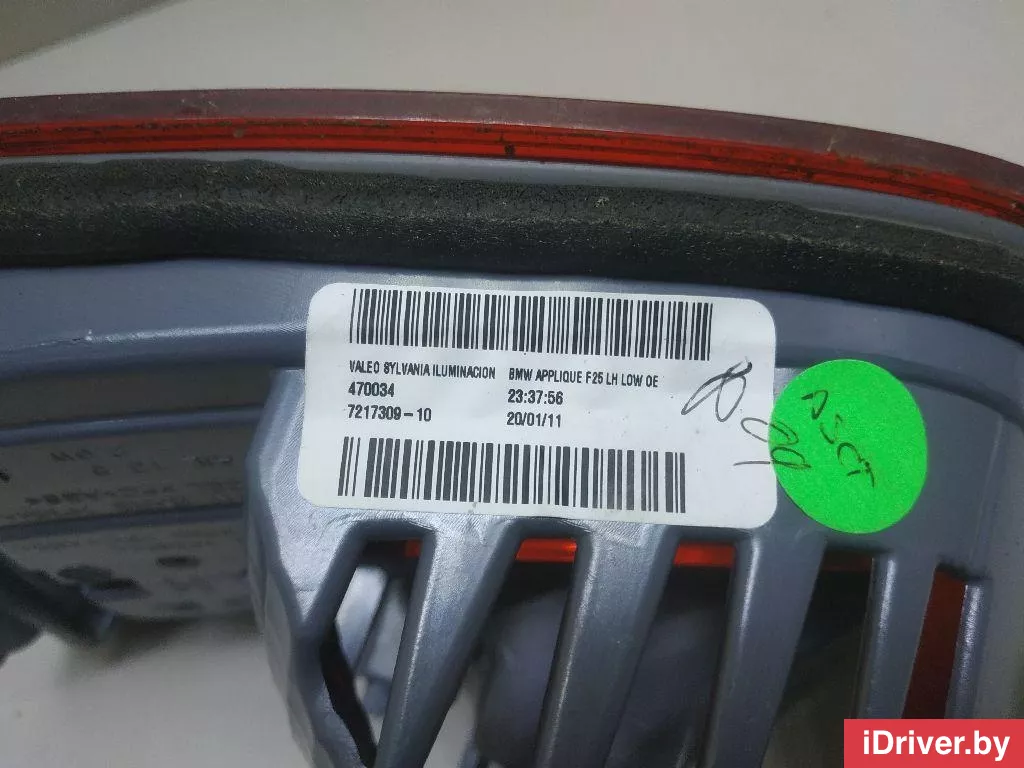 VALEO SYLVANIA ILUMINACION BMW APPLIQUE F25 LH LOW OE
470034 23:37:56
7217309-10 20/01/11
iDriver.by